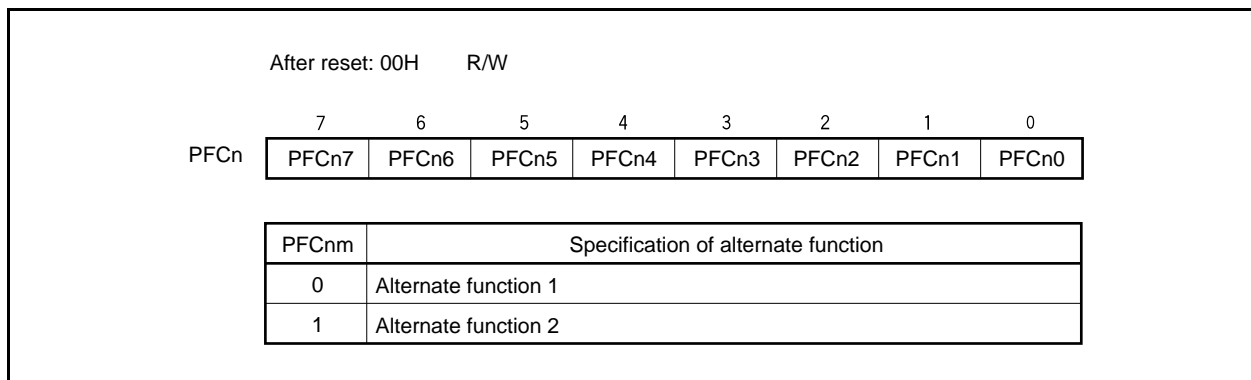 After reset: 00H R/W
7 6 5 4 3 2 1 0
PFCn PFCn7 PFCn6 PFCn5 PFCn4 PFCn3 PFCn2 PFCn1 PFCn0
PFCnm Specification of alternate function
0 Alternate function 1
1 Alternate function 2